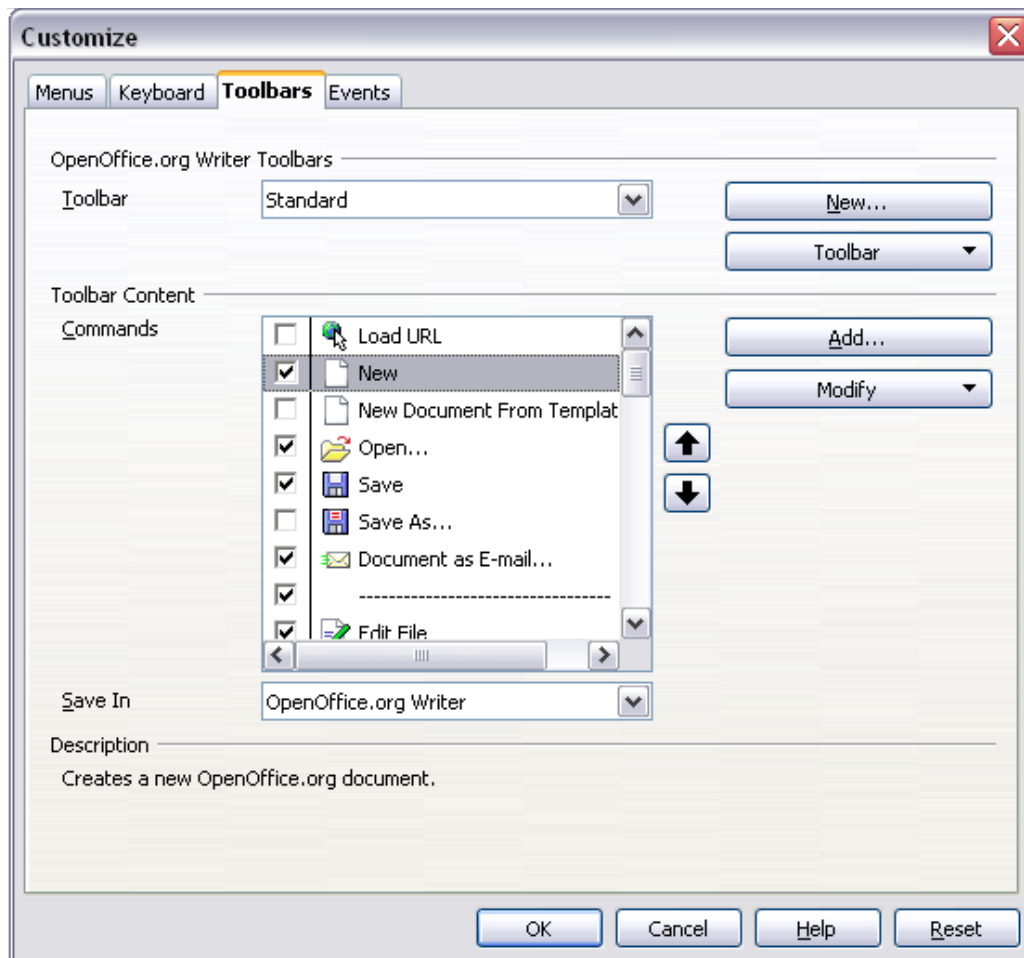 Customize
Menus Keyboard Toolbars Events
OpenOffice.org Writer Toolbars
Toolbar Standard New...
Toolbar
Toolbar Content
Commands Load URL Add...
New
Modify
New Document From Templat
Open...
Save
Save As...
Document as E-mail...
---------------------------------
Edit File
Save In OpenOffice.org Writer
Description
Creates a new OpenOffice.org document.
OK Cancel Help Reset